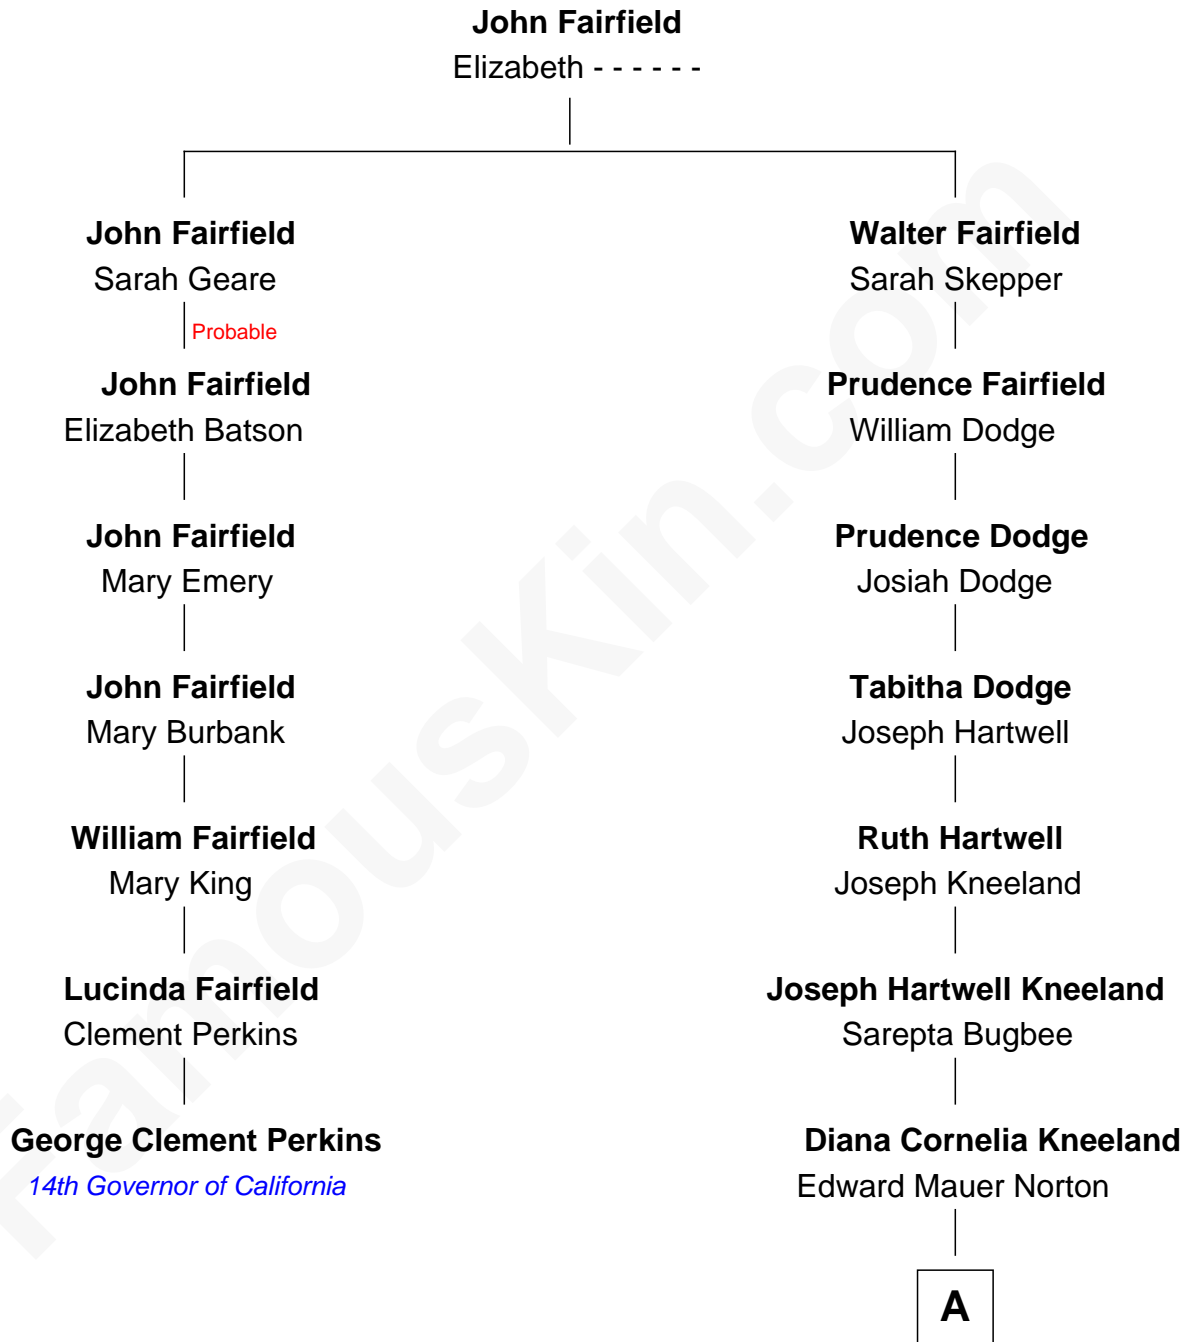 John Fairfield
Elizabeth - - - - - -
John Fairfield
Sarah Geare
Probable
John Fairfield
Elizabeth Batson
John Fairfield
Mary Emery
John Fairfield
Mary Burbank
William Fairfield
Mary King
Lucinda Fairfield
Clement Perkins
George Clement Perkins
14th Governor of California
Walter Fairfield
Sarah Skepper
Prudence Fairfield
William Dodge
Prudence Dodge
Josiah Dodge
Tabitha Dodge
Joseph Hartwell
Ruth Hartwell
Joseph Kneeland
Joseph Hartwell Kneeland
Sarepta Bugbee
Diana Cornelia Kneeland
Edward Mauer Norton
A
FamousKin.com